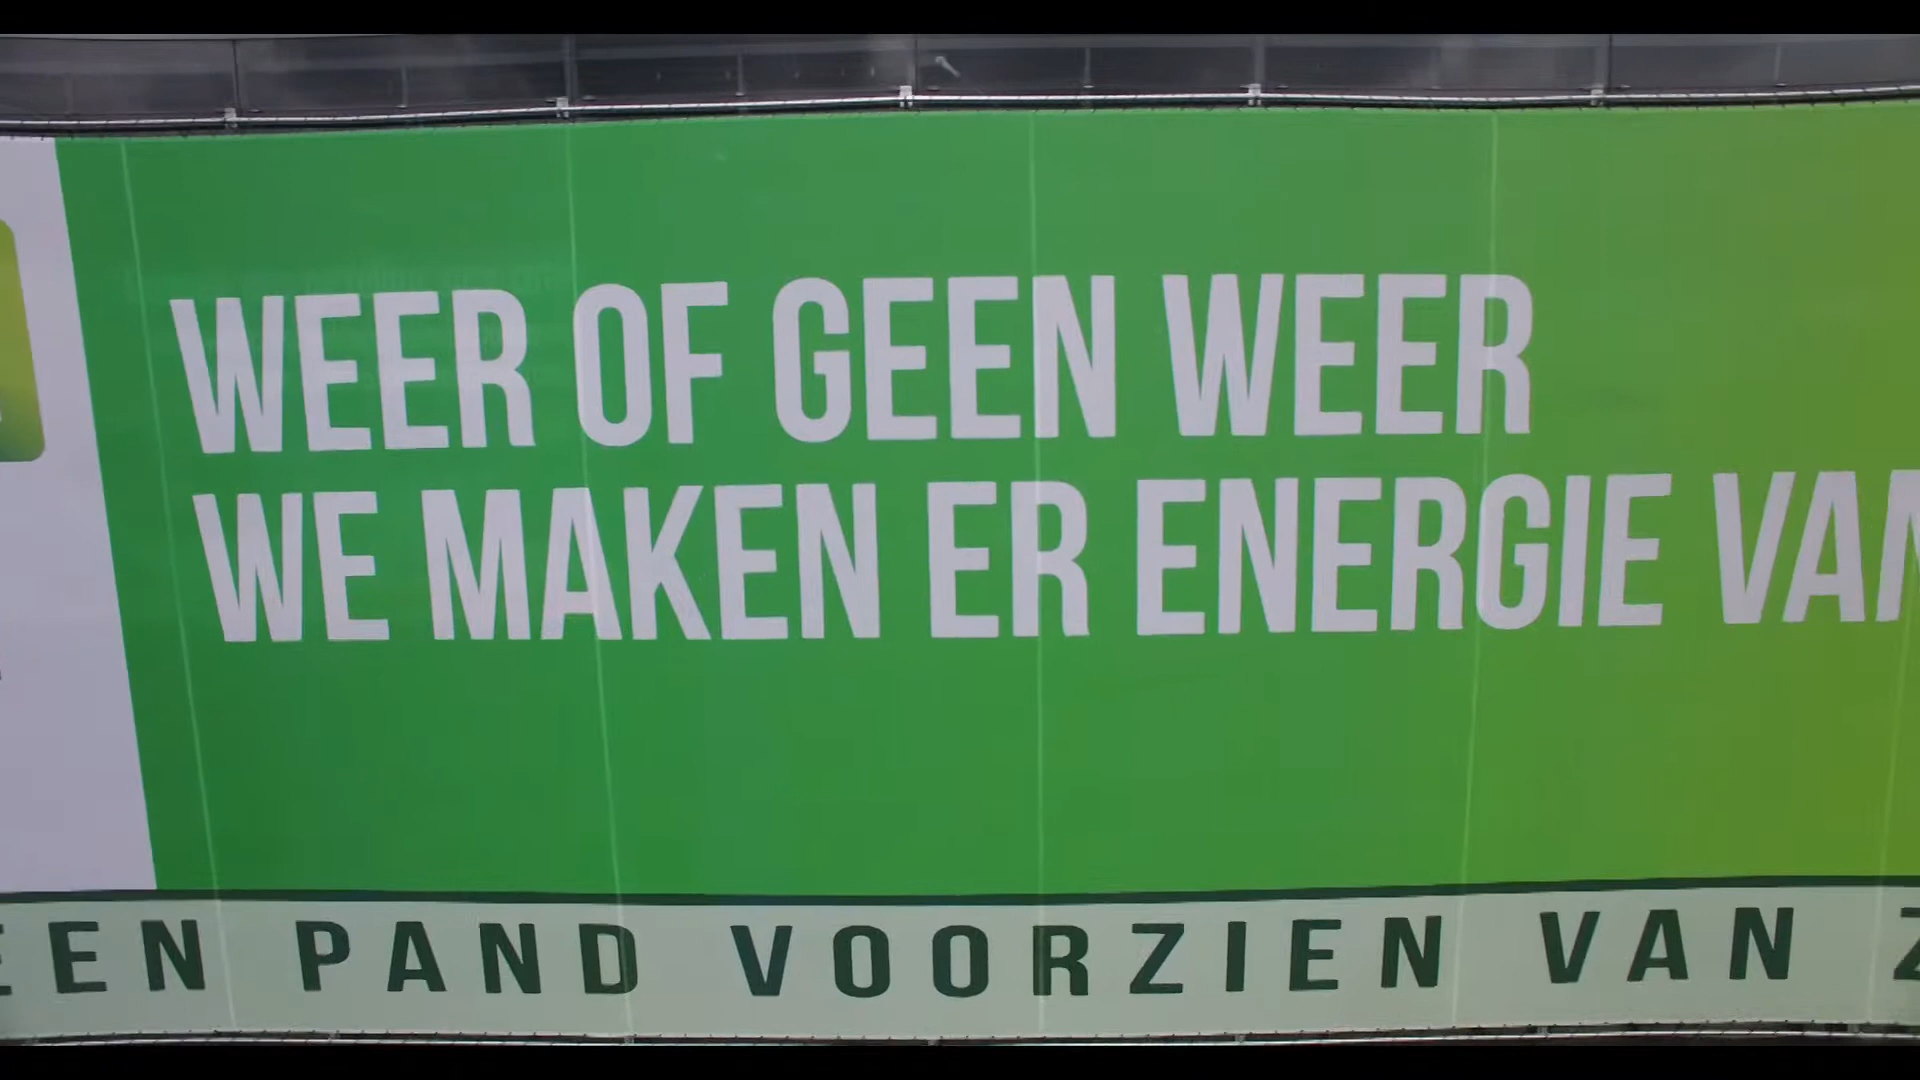 WEER OF GEEN WEER
WE MAKEN ER ENERGIE VAN
EEN PAND VOORZIEN VAN